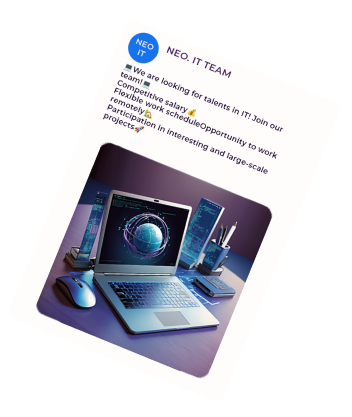 NEO
IT
NEO. IT TEAM
💻We are looking for talents in IT! Join our
team!💻
Competitive salary💰
Flexible work scheduleOpportunity to work
remotely🏡
Participation in interesting and large-scale
projects🚀